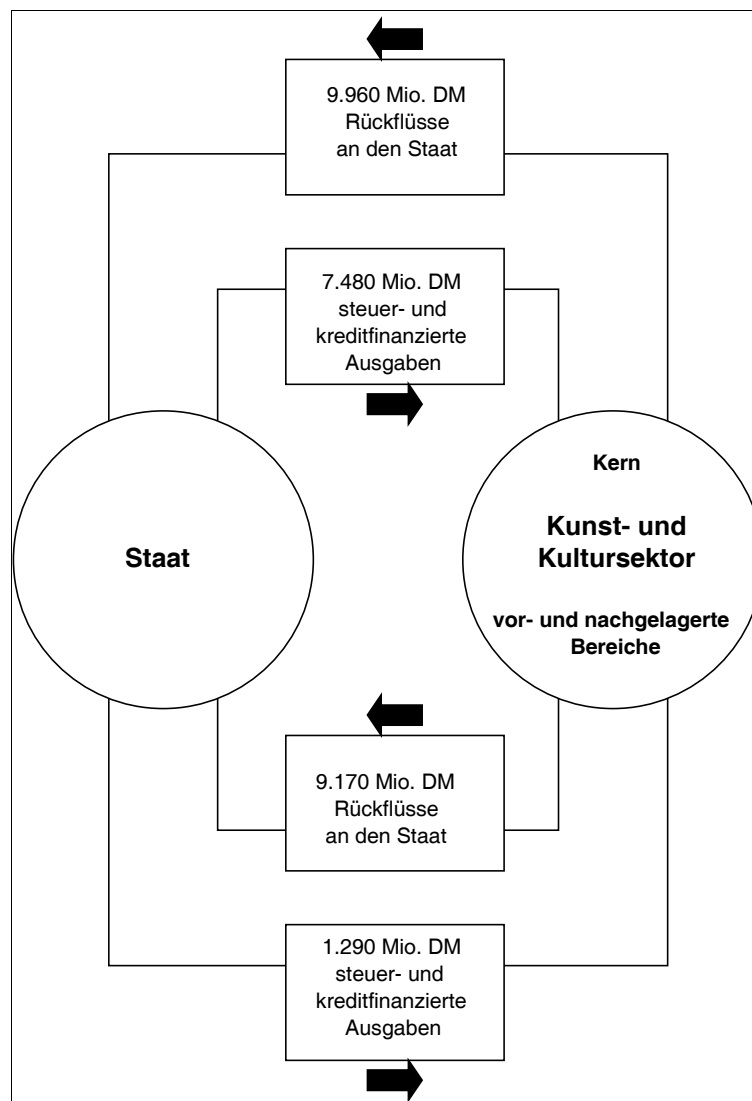 9.960 Mio. DM
Rückflüsse
an den Staat
7.480 Mio. DM
steuer- und
kreditfinanzierte
Ausgaben
Staat
Kern
Kunst- und
Kultursektor
vor- und nachgelagerte
Bereiche
9.170 Mio. DM
Rückflüsse
an den Staat
1.290 Mio. DM
steuer- und
kreditfinanzierte
Ausgaben